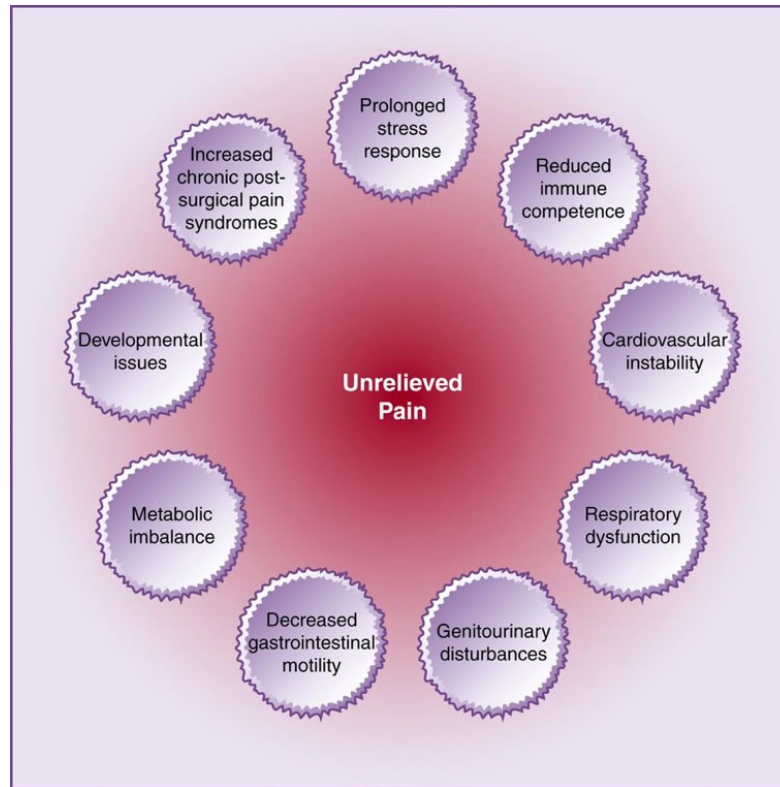 Prolonged
stress
response
Reduced
immune
competence
Cardiovascular
instability
Respiratory
dysfunction
Genitourinary
disturbances
Decreased
gastrointestinal
motility
Metabolic
imbalance
Developmental
issues
Increased
chronic post-
surgical pain
syndromes
Unrelieved
Pain